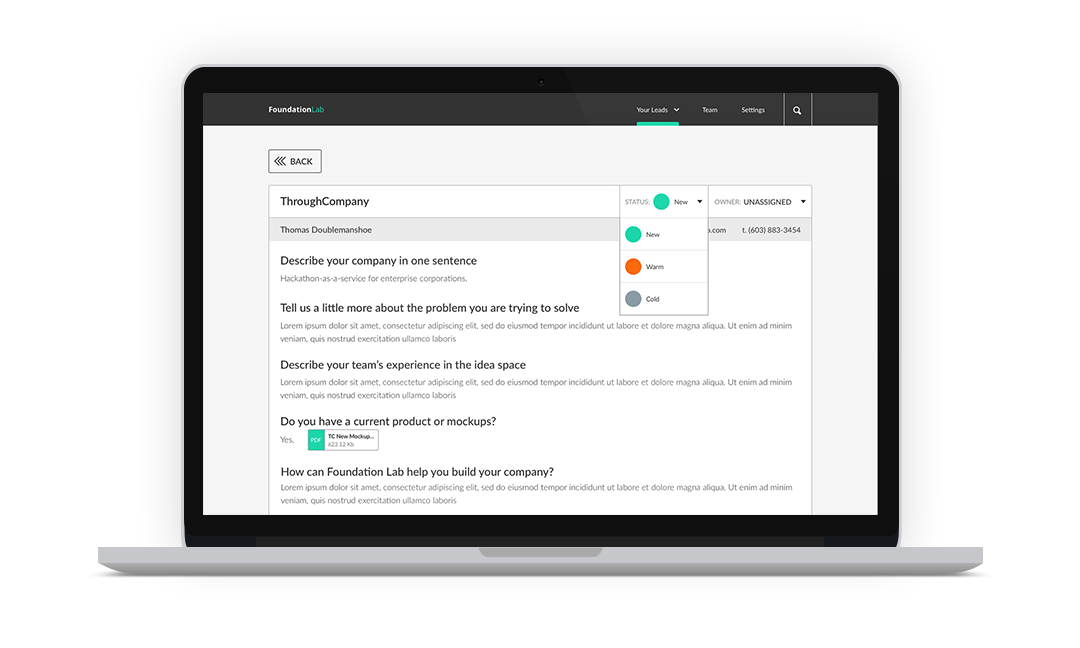 FoundationLab
Your Leads Team Settings
BACK
ThroughCompany STATUS: New OWNER: UNASSIGNED
Thomas Doublemanshoe .com t. (603) 883-3454
New
Warm
Cold
Describe your company in one sentence
Hackathon-as-a-service for enterprise corporations.
Tell us a little more about the problem you are trying to solve
Lorem ipsum dolor sit amet, consectetur adipiscing elit, sed do eiusmod tempor incididunt ut labore et dolore magna aliqua. Ut enim ad minim
veniam, quis nostrud exercitation ullamco laboris
Describe your team's experience in the idea space
Lorem ipsum dolor sit amet, consectetur adipiscing elit, sed do eiusmod tempor incididunt ut labore et dolore magna aliqua. Ut enim ad minim
veniam, quis nostrud exercitation ullamco laboris
Do you have a current product or mockups?
Yes. PDF TC New Mockup...
623.12 Kb
How can Foundation Lab help you build your company?
Lorem ipsum dolor sit amet, consectetur adipiscing elit, sed do eiusmod tempor incididunt ut labore et dolore magna aliqua. Ut enim ad minim
veniam, quis nostrud exercitation ullamco laboris